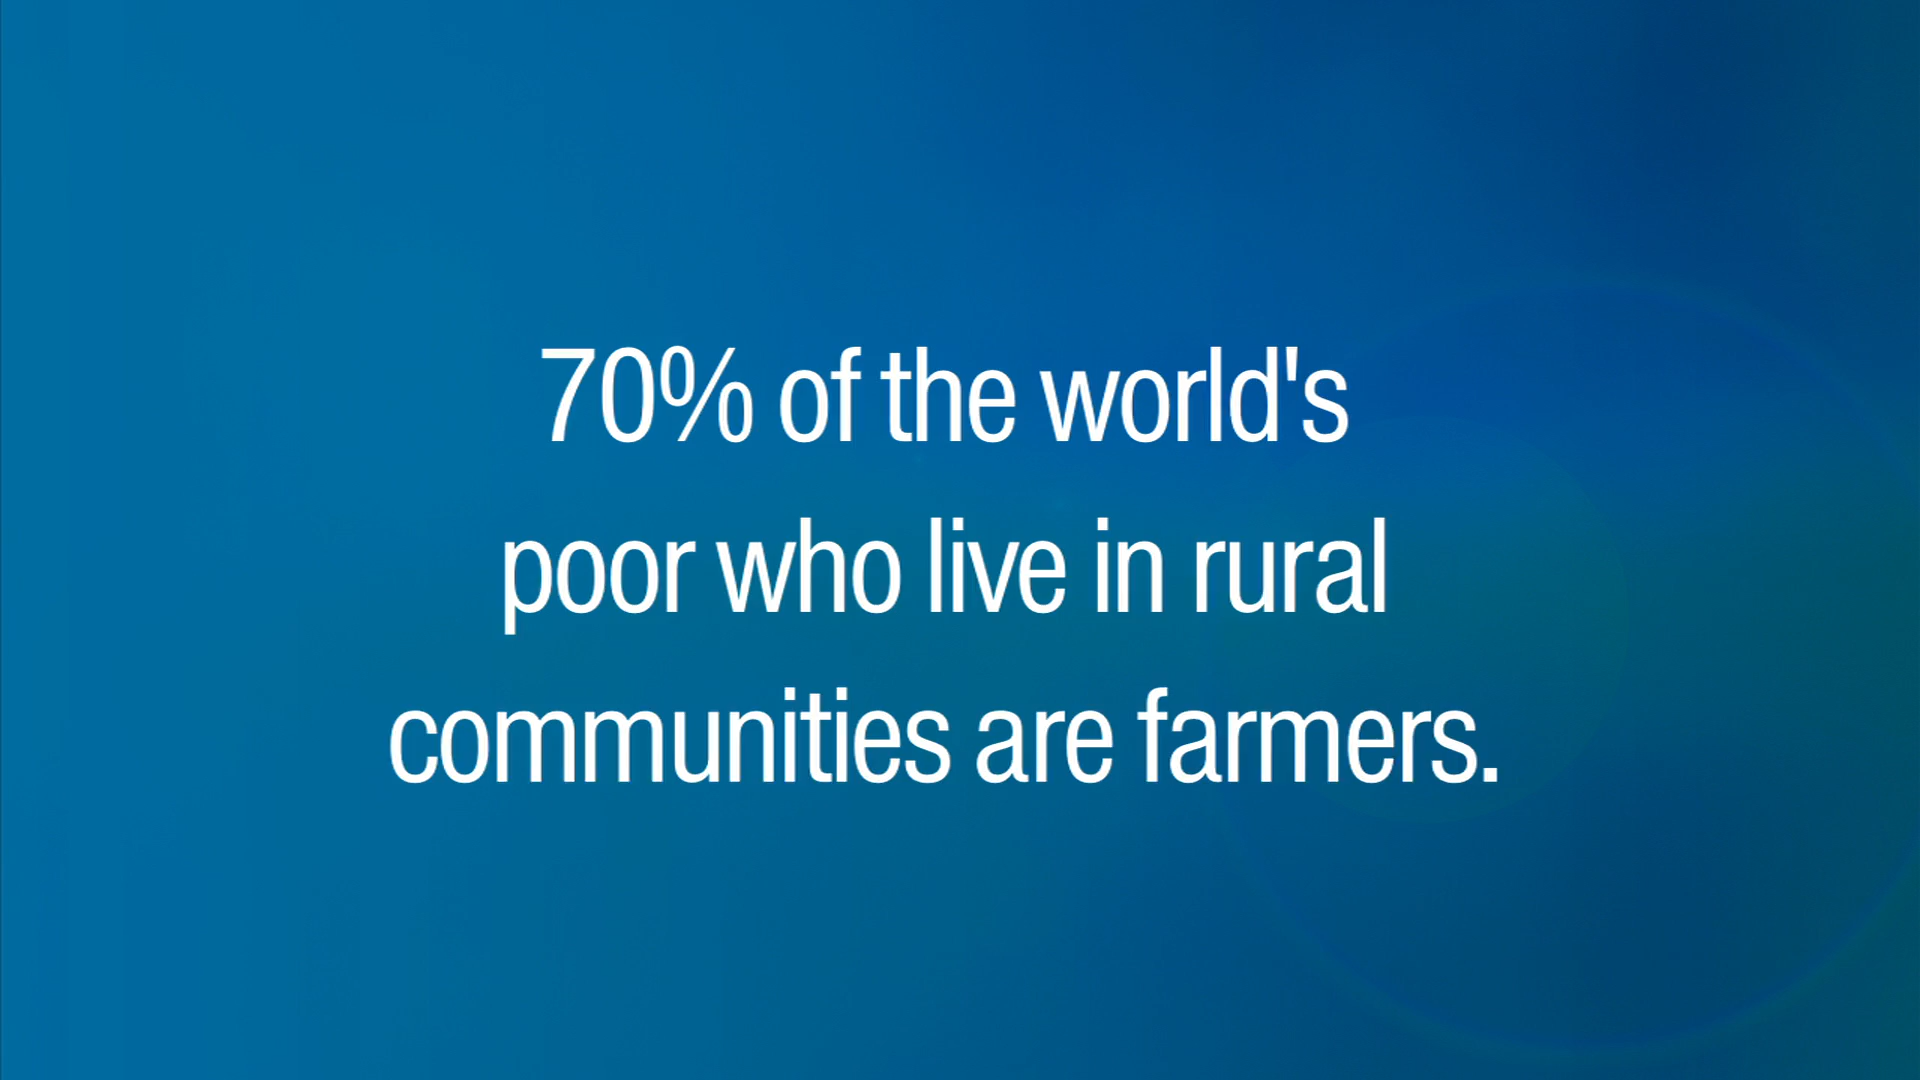 70% of the world's
poor who live in rural
communities are farmers.